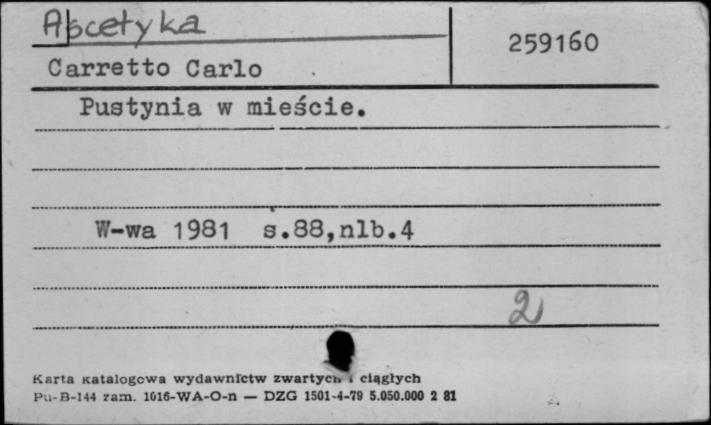 Ascetyka
259160
Carretto Carlo
Pustynia w mieście.
W-wa 1981 s.88,nlb.4
2
Karta katalogowa wydawnictw zwartych i ciągłych
Pu-B-144 zam. 1016-WA-O-n — DZG 1501-4-79 5.050.000 2 81